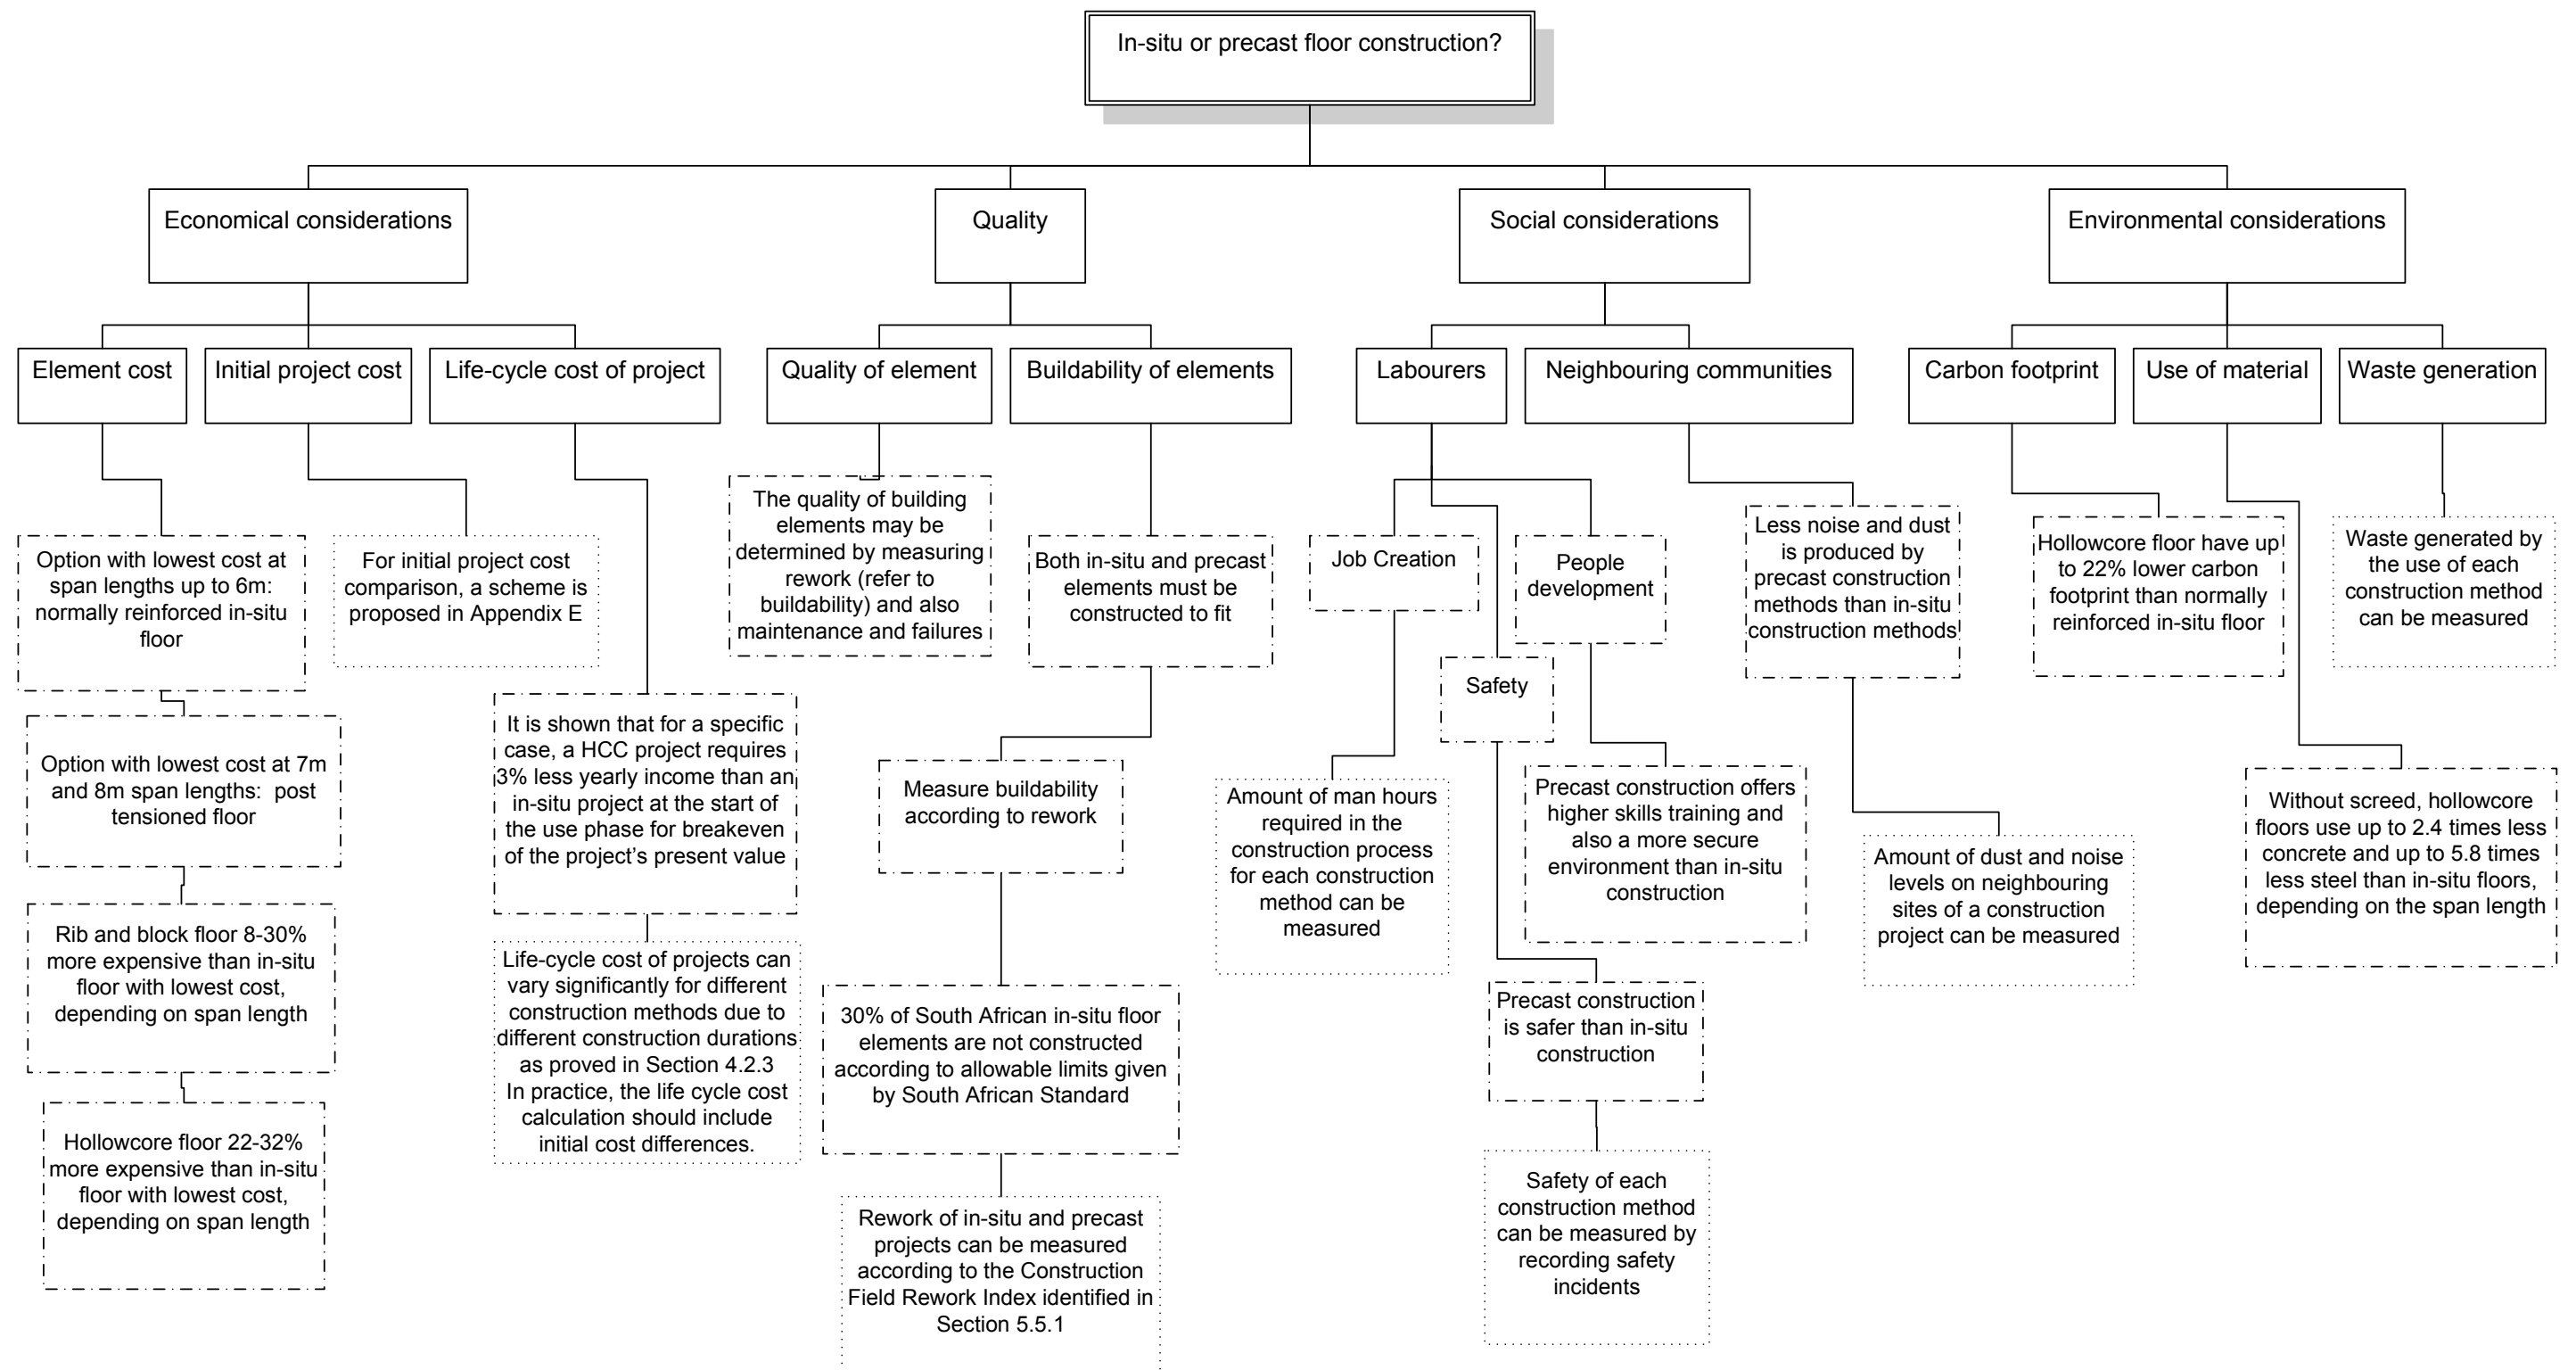 In-situ or precast floor construction?
Economical considerations
Quality
Social considerations
Environmental considerations
Element cost
Initial project cost
Life-cycle cost of project
Quality of element
Buildability of elements
Labourers
Neighbouring communities
Carbon footprint
Use of material
Waste generation
Option with lowest cost at
span lengths up to 6m:
normally reinforced in-situ
floor
Option with lowest cost at 7m
and 8m span lengths:  post
tensioned floor
Rib and block floor 8-30%
more expensive than in-situ
floor with lowest cost,
depending on span length
Hollowcore floor 22-32%
more expensive than in-situ
floor with lowest cost,
depending on span length
For initial project cost
comparison, a scheme is
proposed in Appendix E
It is shown that for a specific
case, a HCC project requires
3% less yearly income than an
in-situ project at the start of
the use phase for breakeven
of the project’s present value
Life-cycle cost of projects can
vary significantly for different
construction methods due to
different construction durations
as proved in Section 4.2.3
In practice, the life cycle cost
calculation should include
initial cost differences.
The quality of building
elements may be
determined by measuring
rework (refer to
buildability) and also
maintenance and failures
Both in-situ and precast
elements must be
constructed to fit
Measure buildability
according to rework
30% of South African in-situ floor
elements are not constructed
according to allowable limits given
by South African Standard
Rework of in-situ and precast
projects can be measured
according to the Construction
Field Rework Index identified in
Section 5.5.1
Job Creation
Amount of man hours
required in the
construction process
for each construction
method can be
measured
Safety
Precast construction
is safer than in-situ
construction
Safety of each
construction method
can be measured by
recording safety
incidents
People
development
Precast construction offers
higher skills training and
also a more secure
environment than in-situ
construction
Less noise and dust
is produced by
precast construction
methods than in-situ
construction methods
Amount of dust and noise
levels on neighbouring
sites of a construction
project can be measured
Hollowcore floor have up
to 22% lower carbon
footprint than normally
reinforced in-situ floor
Without screed, hollowcore
floors use up to 2.4 times less
concrete and up to 5.8 times
less steel than in-situ floors,
depending on the span length
Waste generated by
the use of each
construction method
can be measured